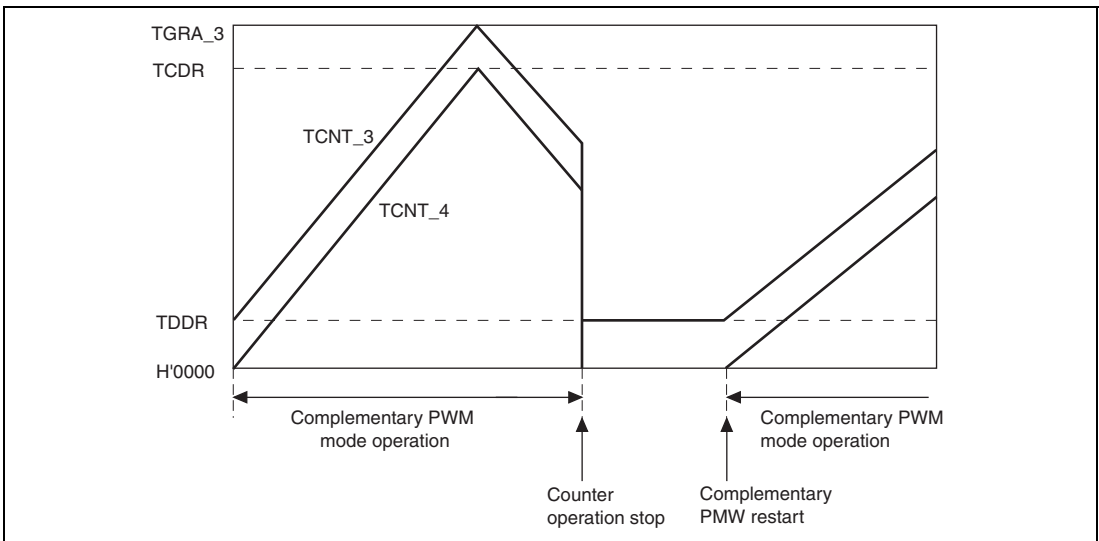 TGRA_3
TCDR
TCNT_3
TCNT_4
TDDR
H'0000
Complementary PWM
mode operation
Complementary PWM
mode operation
Counter
operation stop
Complementary
PMW restart